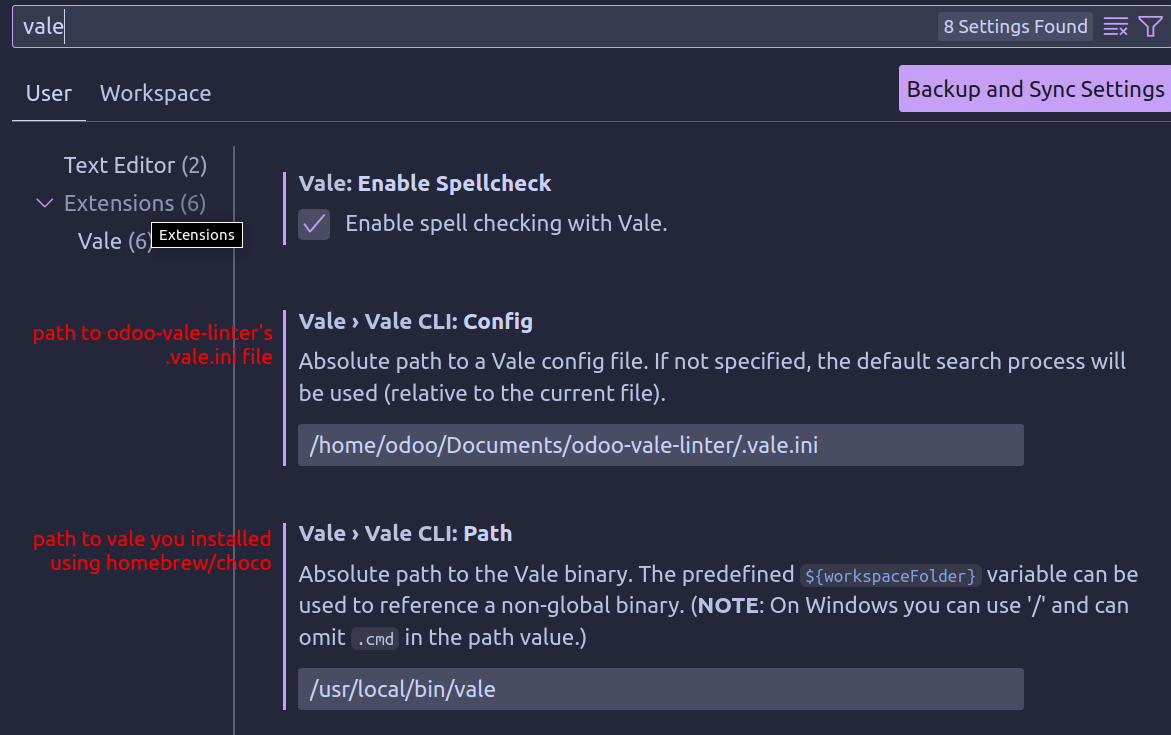 vale
8 Settings Found
User
Workspace
Backup and Sync Settings
Text Editor (2)
Extensions (6)
Vale (6)
Extensions
Vale: Enable Spellcheck
Enable spell checking with Vale.
path to odoo-vale-linter's
.vale.ini file
Vale › Vale CLI: Config
Absolute path to a Vale config file. If not specified, the default search process will
be used (relative to the current file).
/home/odoo/Documents/odoo-vale-linter/.vale.ini
path to vale you installed
using homebrew/choco
Vale › Vale CLI: Path
Absolute path to the Vale binary. The predefined ${workspaceFolder} variable can be
used to reference a non-global binary. (NOTE: On Windows you can use '/' and can
omit .cmd in the path value.)
/usr/local/bin/vale